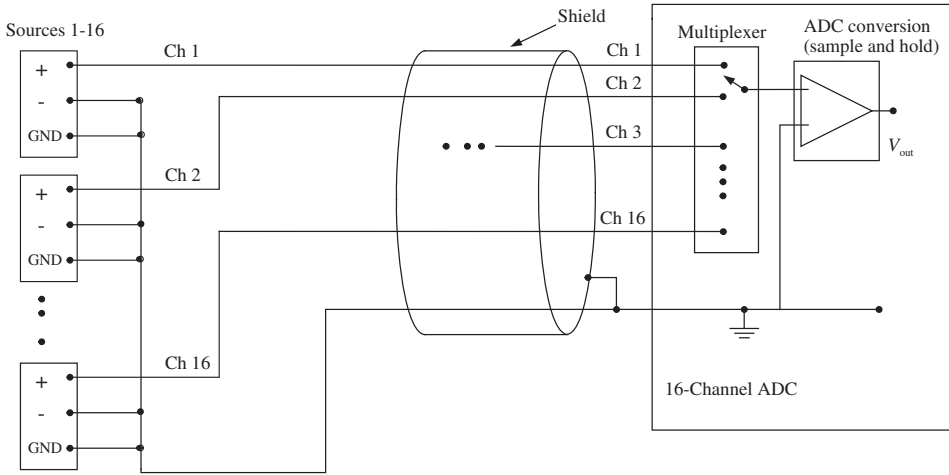 Shield
Sources 1-16
Ch 1
Ch 1
Multiplexer
ADC conversion
(sample and hold)
+
-
GND
Ch 2
Ch 2
Ch 3
Vout
+
-
GND
Ch 16
Ch 16
+
-
GND
16-Channel ADC